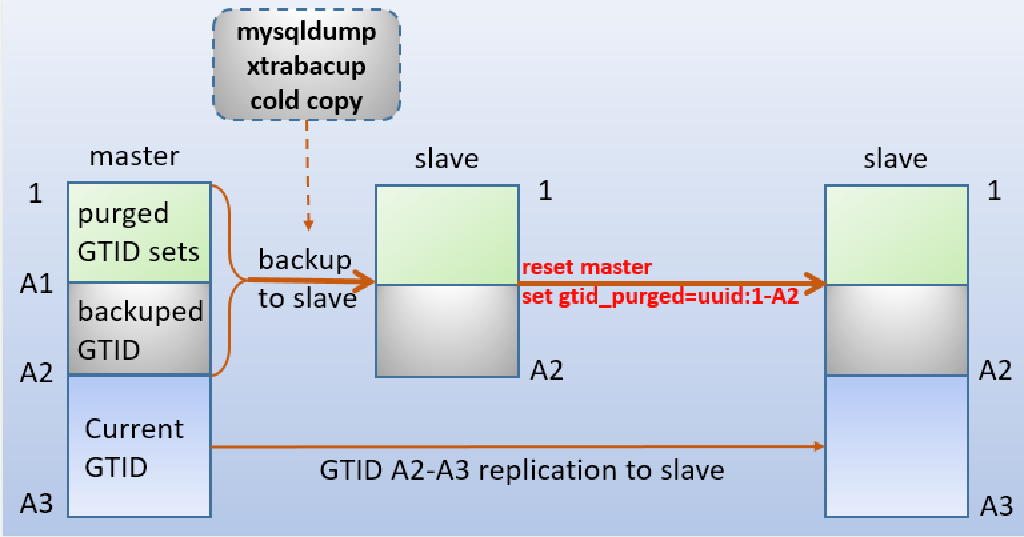 mysqldump
xtrabacup
cold copy
master
slave
slave
1
purged
GTID sets
A1
backuped
GTID
A2
Current
GTID
A3
backup
to slave
1
reset master
set gtid_purged=uuid:1-A2
A2
1
A2
A3
GTID A2-A3 replication to slave